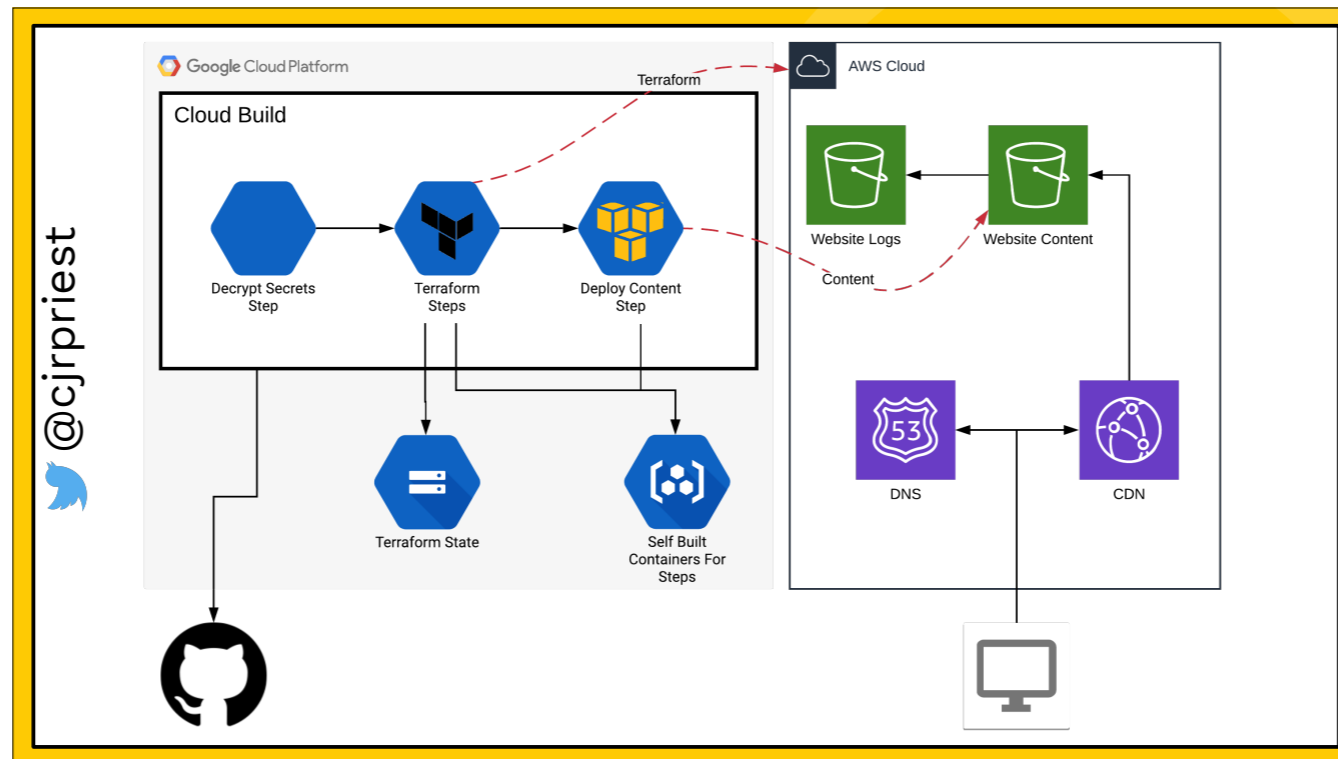 @cjrpriest
Google Cloud Platform
Cloud Build
Decrypt Secrets
Step
Terraform
Steps
Deploy Content
Step
Terraform State
Self Built
Containers For
Steps
Terraform
AWS Cloud
Website Logs
Website Content
Content
53
DNS
CDN